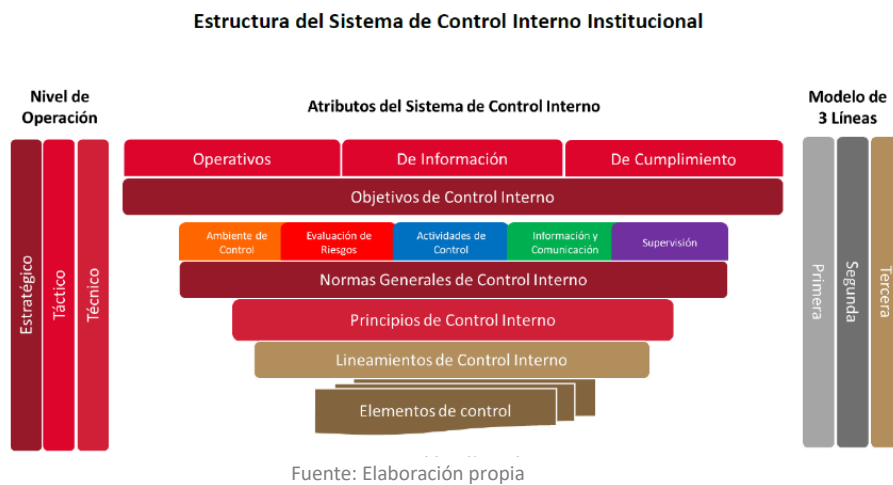 Estructura del Sistema de Control Interno Institucional
Nivel de
Operación
Atributos del Sistema de Control Interno
Modelo de
3 Líneas
Estratégico
Táctico
Técnico
Operativos
De Información
De Cumplimiento
Objetivos de Control Interno
Ambiente de
Control
Evaluación de
Riesgos
Actividades de
Control
Información y
Comunicación
Supervisión
Normas Generales de Control Interno
Principios de Control Interno
Lineamientos de Control Interno
Elementos de control
Primera
Segunda
Tercera
Fuente: Elaboración propia